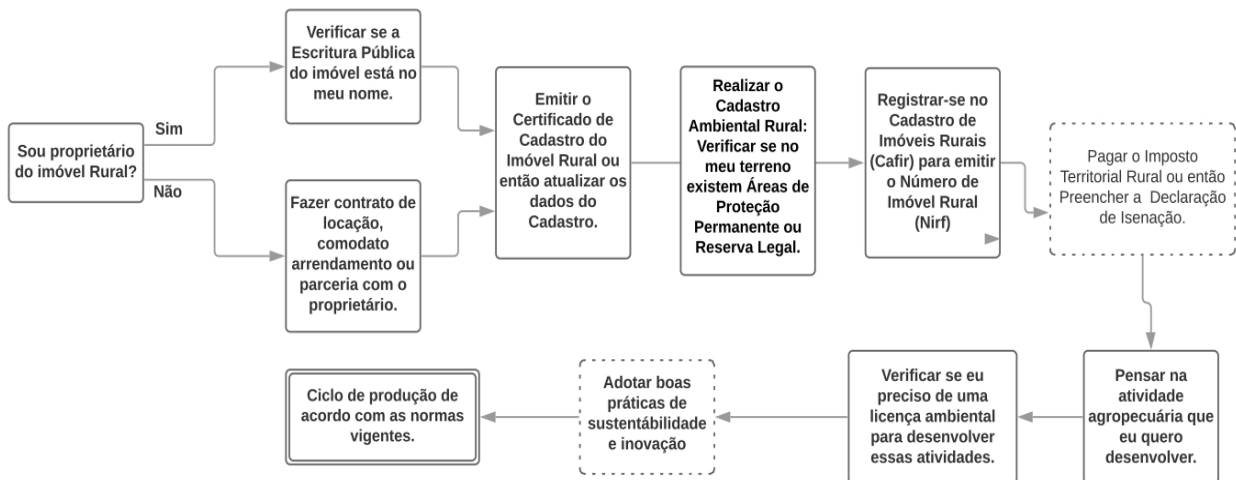 Sou proprietário
do imóvel Rural?
Sim
Não
Verificar se a
Escritura Pública
do imóvel está no
meu nome.
Fazer contrato de
locação,
comodato
arrendamento ou
parceria com o
proprietário.
Emitir o
Certificado de
Cadastro do
Imóvel Rural ou
então atualizar os
dados do
Cadastro.
Realizar o
Cadastro
Ambiental Rural:
Verificar se no
meu terreno
existem Áreas de
Proteção
Permanente ou
Reserva Legal.
Registrar-se no
Cadastro de
Imóveis Rurais
(Cafir) para emitir
o Número de
Imóvel Rural
(Nirf)
Pagar o Imposto
Territorial Rural ou então
Preencher a Declaração
de Isenação.
Pensar na
atividade
agropecuária que
eu quero
desenvolver.
Verificar se eu
preciso de uma
licença ambiental
para desenvolver
essas atividades.
Adotar boas
práticas de
sustentábilidade
e inovação
Ciclo de produção de
acordo com as normas
vigentes.